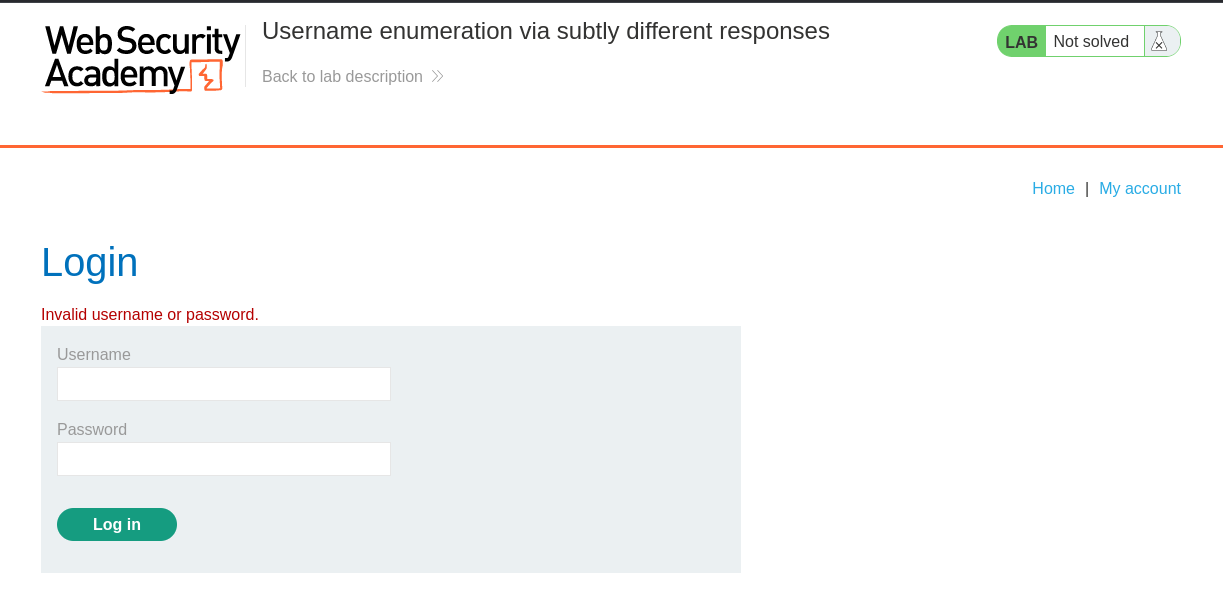 Web Security
Academy
Username enumeration via subtly different responses
Back to lab description
LAB Not solved
Home | My account
Login
Invalid username or password.
Username
Password
Log in